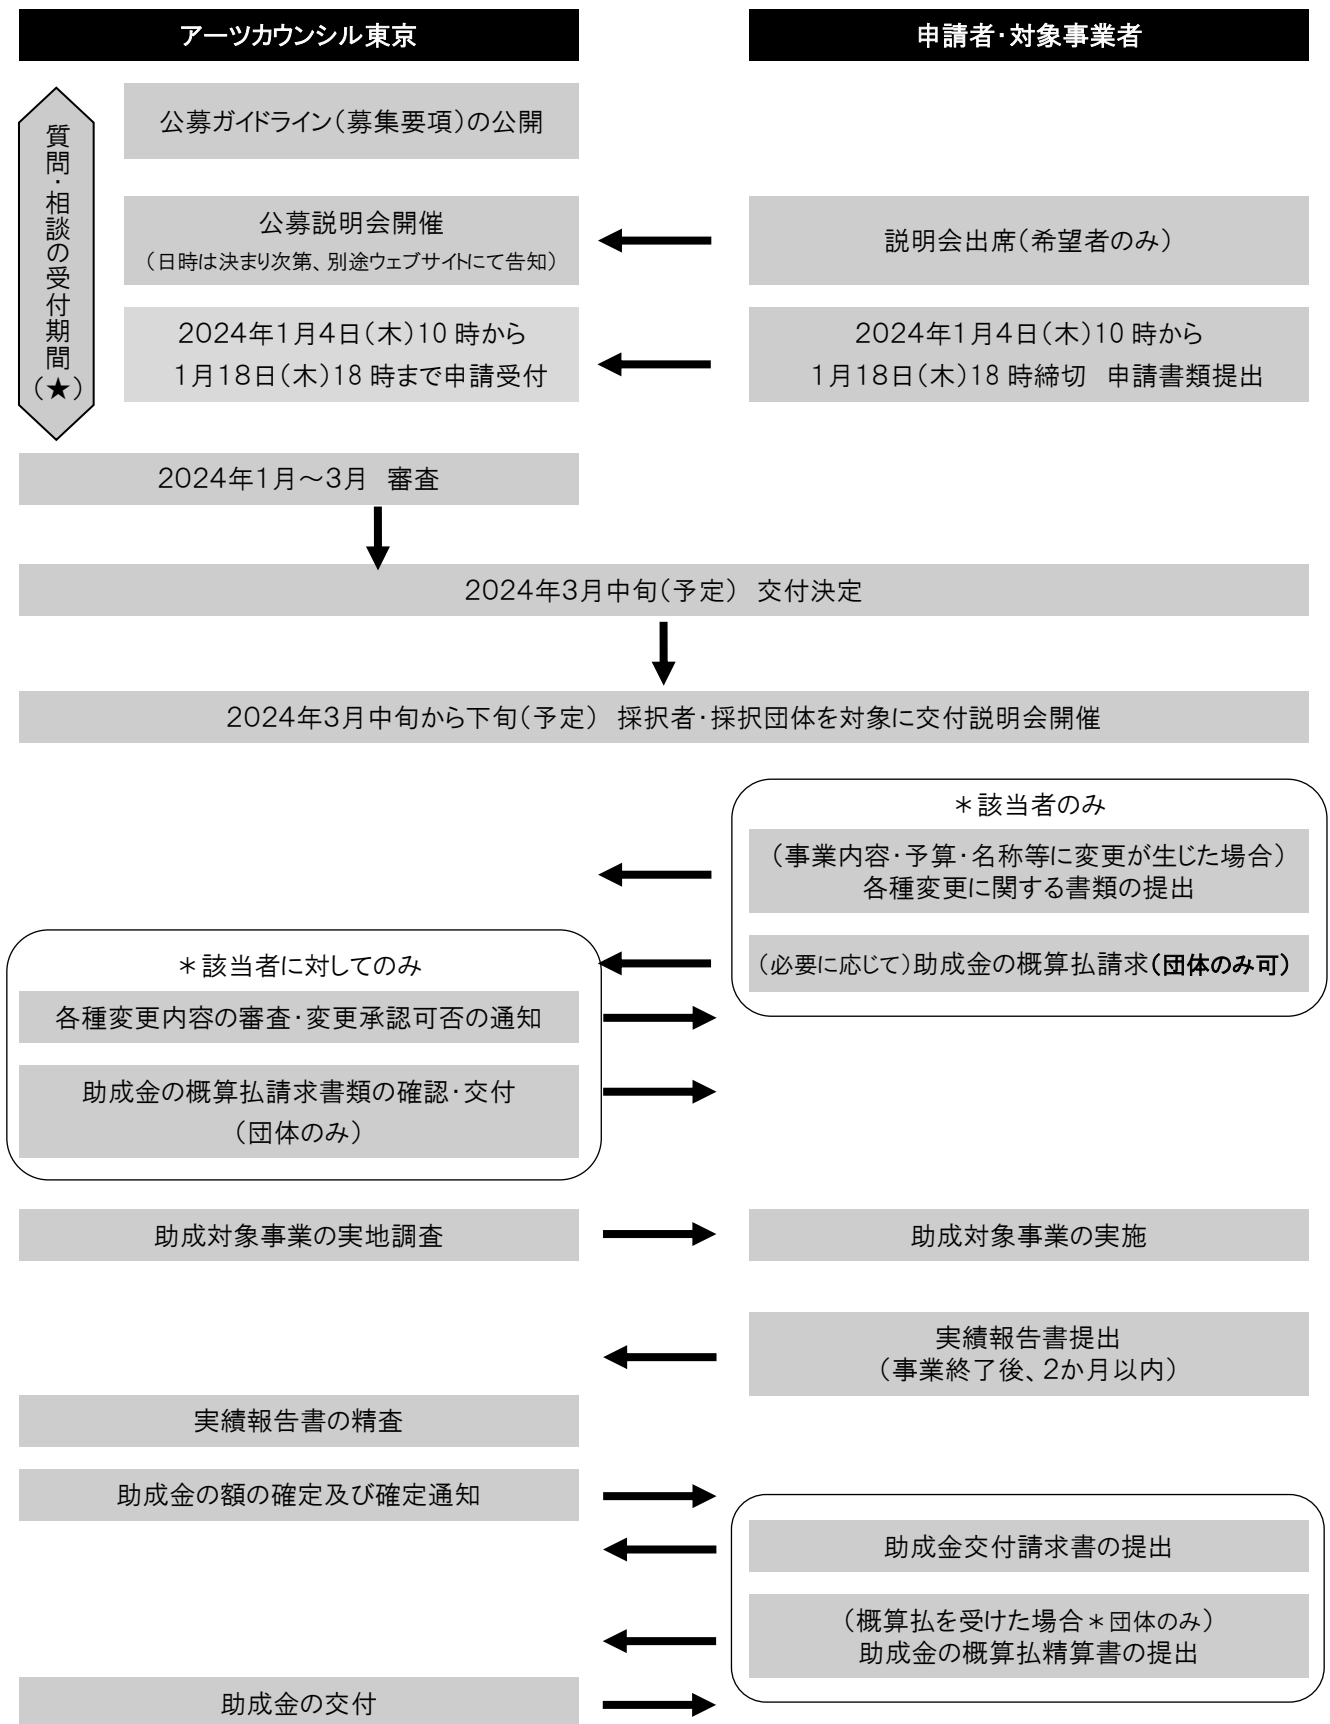 アーツカウンシル東京
申請者・対象事業者
質問・相談の受付期間(★)
公募ガイドライン(募集要項)の公開
公募説明会開催
(日時は決まり次第、別途ウェブサイトにて告知)
説明会出席(希望者のみ)
2024年1月4日(木)10 時から
1月18日(木)18 時まで申請受付
2024年1月4日(木)10 時から
1月18日(木)18 時締切 申請書類提出
2024年1月~3月 審査
2024年3月中旬(予定) 交付決定
2024年3月中旬から下旬(予定) 採択者・採択団体を対象に交付説明会開催
*該当者のみ
(事業内容・予算・名称等に変更が生じた場合)
各種変更に関する書類の提出
(必要に応じて)助成金の概算払請求(団体のみ可)
*該当者に対してのみ
各種変更内容の審査・変更承認可否の通知
助成金の概算払請求書類の確認・交付
(団体のみ)
助成対象事業の実地調査
助成対象事業の実施
実績報告書提出
(事業終了後、2か月以内)
実績報告書の精査
助成金の額の確定及び確定通知
助成金交付請求書の提出
(概算払を受けた場合*団体のみ)
助成金の概算払精算書の提出
助成金の交付